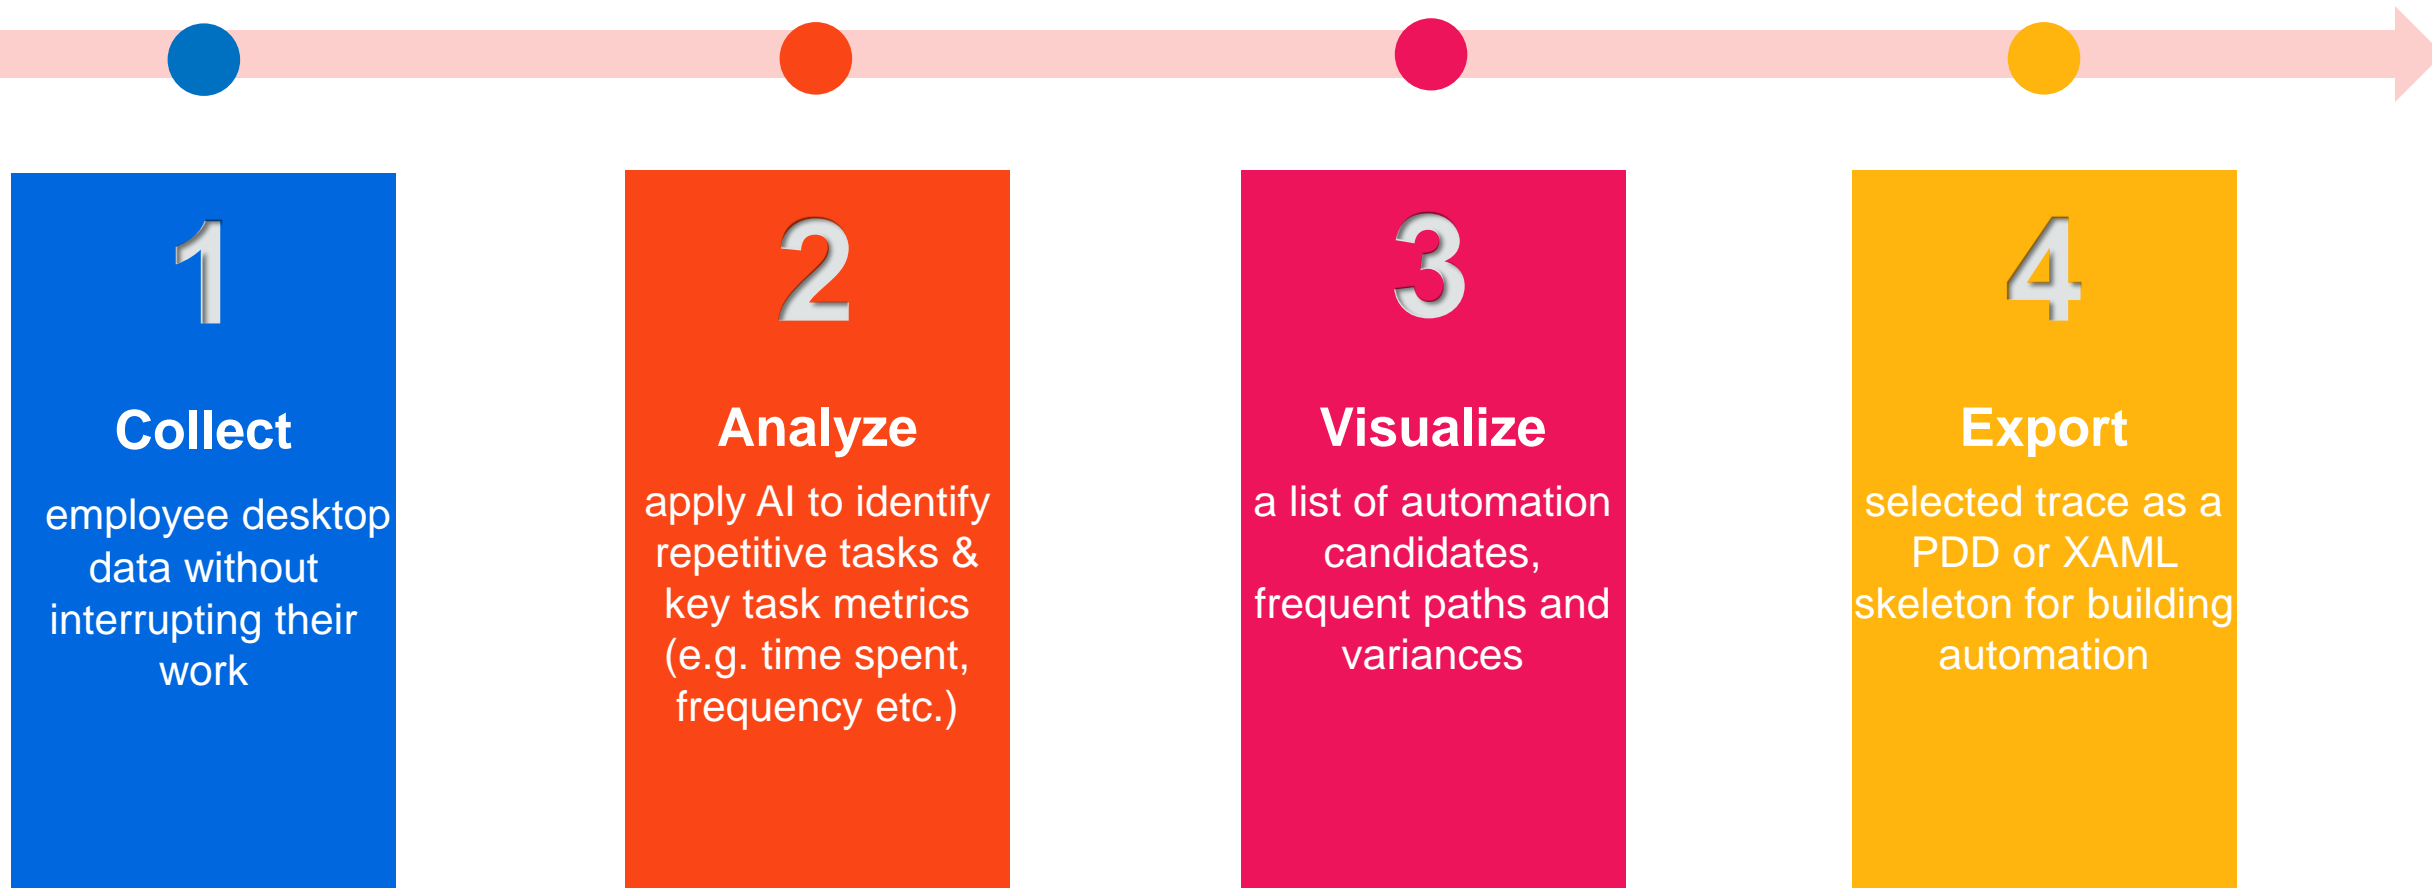 1
Collect
employee desktop
data without
interrupting their
work
2
Analyze
apply AI to identify
repetitive tasks &
key task metrics
(e.g. time spent,
frequency etc.)
3
Visualize
a list of automation
candidates,
frequent paths and
variances
4
Export
selected trace as a
PDD or XAML
skeleton for building
automation